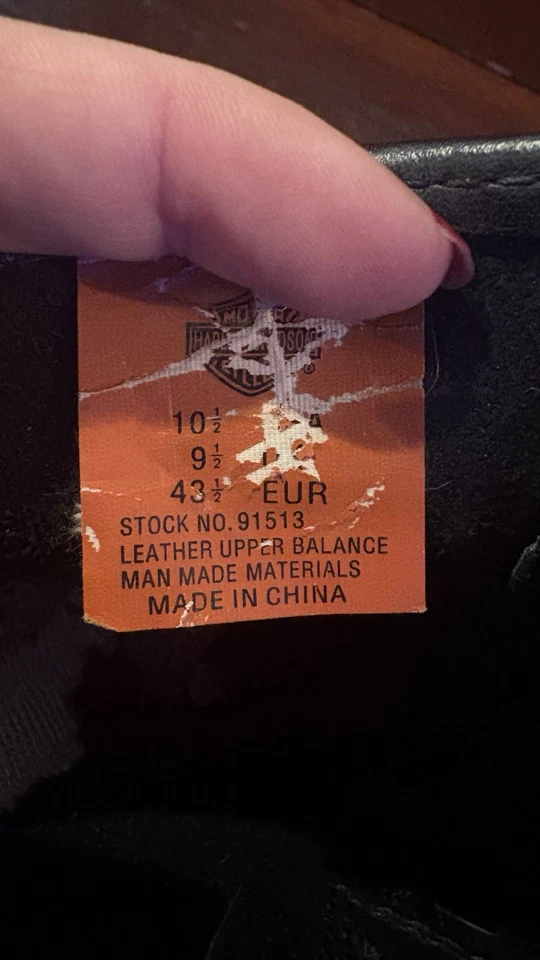 10½
9½
43½ EUR
STOCK NO. 91513
LEATHER UPPER BALANCE
MAN MADE MATERIALS
MADE IN CHINA